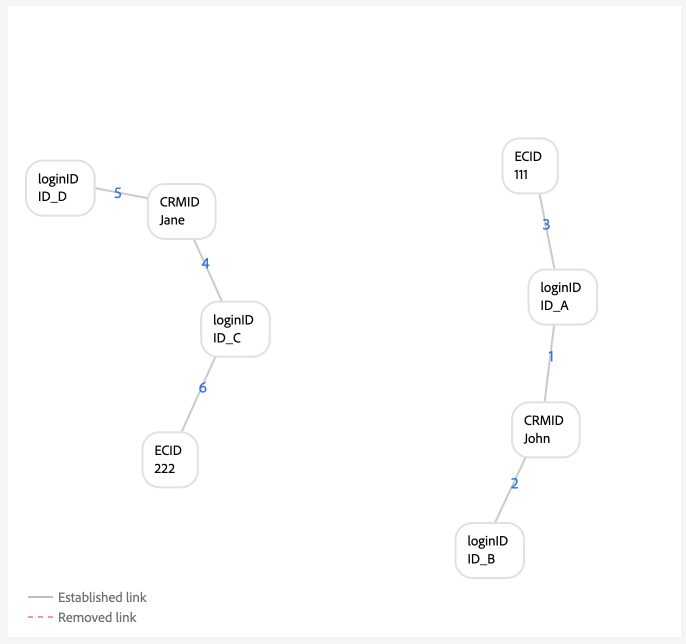 loginID
ID_D
5
CRMID
Jane
4
loginID
ID_C
6
ECID
222
ECID
111
3
loginID
ID_A
1
CRMID
John
2
loginID
ID_B
Established link
Removed link